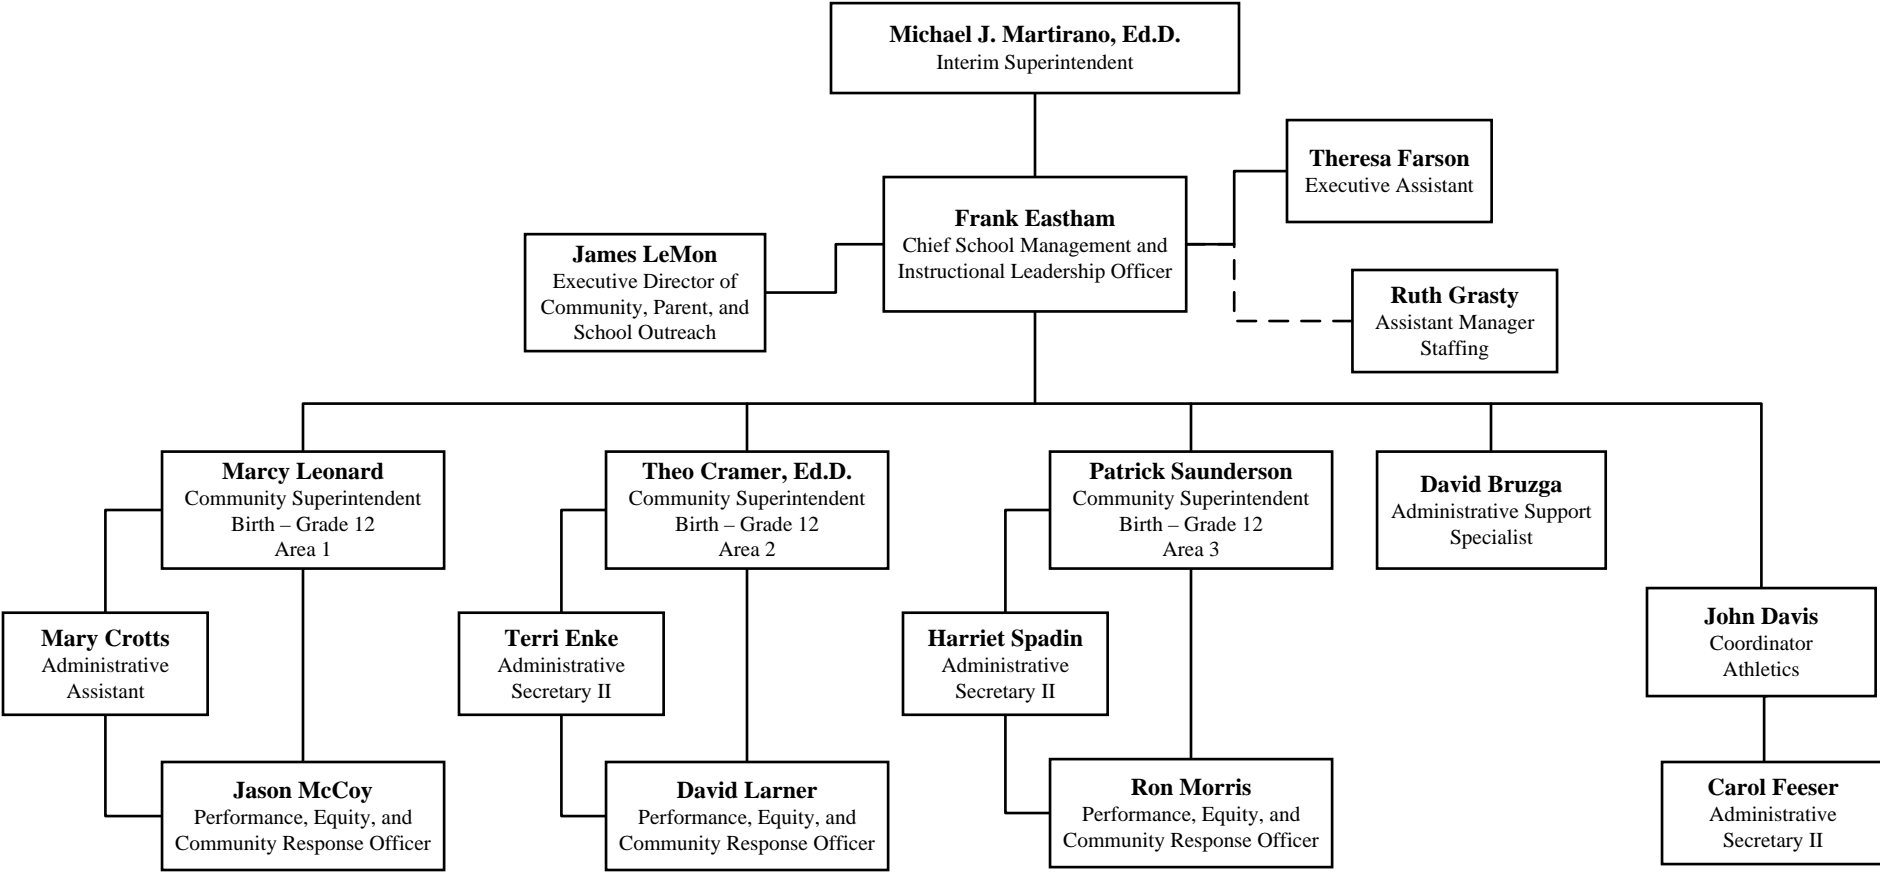 Michael J. Martirano, Ed.D.
Interim Superintendent
Theresa Farson
Executive Assistant
Frank Eastham
Chief School Management and
Instructional Leadership Officer
James LeMon
Executive Director of
Community, Parent, and
School Outreach
Ruth Grasty
Assistant Manager
Staffing
Marcy Leonard
Community Superintendent
Birth – Grade 12
Area 1
Theo Cramer, Ed.D.
Community Superintendent
Birth – Grade 12
Area 2
Patrick Saunderson
Community Superintendent
Birth – Grade 12
Area 3
David Bruzga
Administrative Support
Specialist
John Davis
Coordinator
Athletics
Mary Crotts
Administrative
Assistant
Terri Enke
Administrative
Secretary II
Harriet Spadin
Administrative
Secretary II
Jason McCoy
Performance, Equity, and
Community Response Officer
David Larner
Performance, Equity, and
Community Response Officer
Ron Morris
Performance, Equity, and
Community Response Officer
Carol Feeser
Administrative
Secretary II